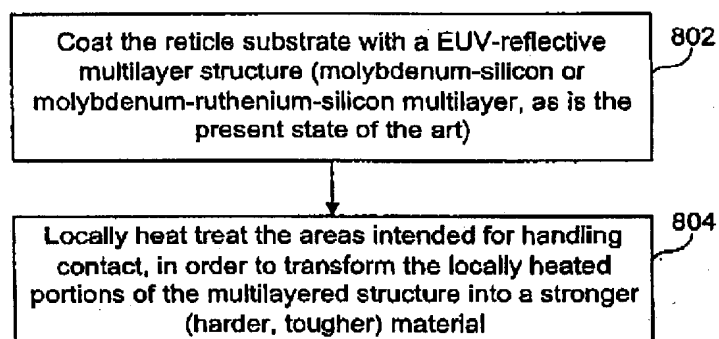 Coat the reticle substrate with a EUV-reflective
multilayer structure (molybdenum-silicon or
molybdenum-ruthenium-silicon multilayer, as is the
present state of the art)
802
Locally heat treat the areas intended for handling
contact, in order to transform the locally heated
portions of the multilayered structure into a stronger
(harder, tougher) material
804